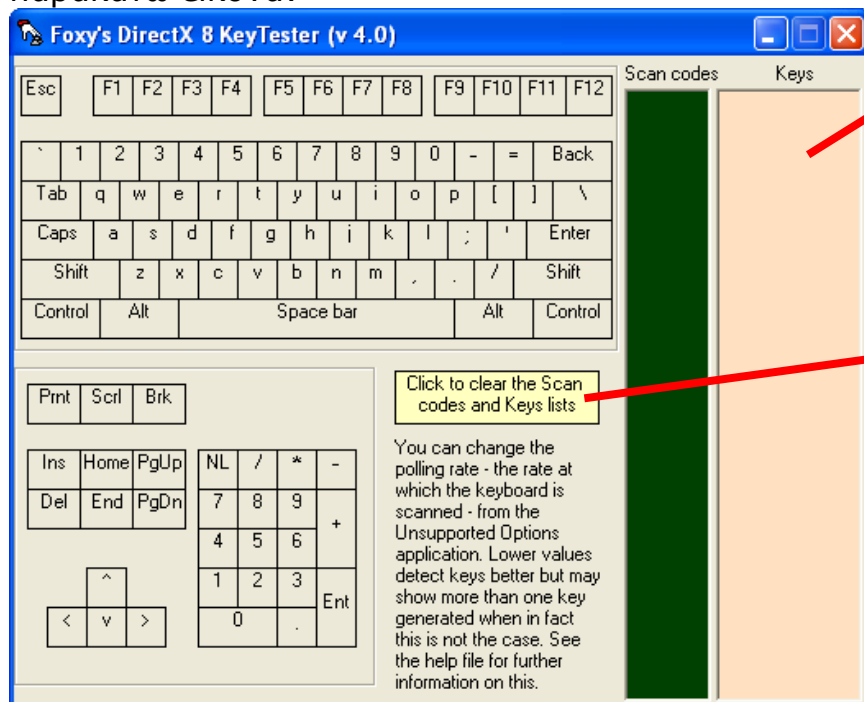 Foxy's DirectX 8 KeyTester (v 4.0)
Scan codes Keys
Esc F1 F2 F3 F4 F5 F6 F7 F8 F9 F10 F11 F12
` 1 2 3 4 5 6 7 8 9 0 - = Back
Tab q w e r t y u i o p [ ] \
Caps a s d f g h j k l ; ' Enter
Shift z x c v b n m , . / Shift
Control Alt Space bar Alt Control
Prnt Scrl Brk
Ins Home PgUp
Del End PgDn
^
< v >
NL / * -
7 8 9 +
4 5 6
1 2 3 Ent
0 .
Click to clear the Scan
codes and Keys lists
You can change the
polling rate - the rate at
which the keyboard is
scanned - from the
Unsupported Options
application. Lower values
detect keys better but may
show more than one key
generated when in fact
this is not the case. See
the help file for further
information on this.